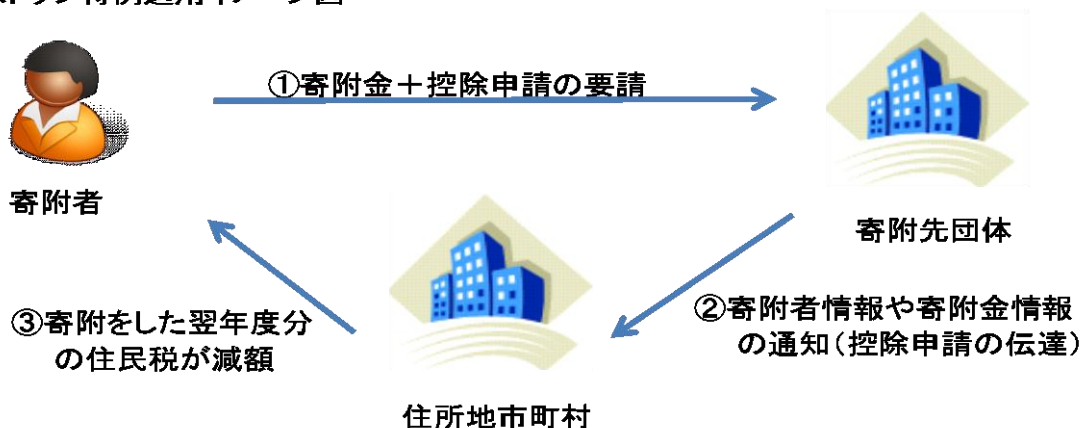 ①寄附金＋控除申請の要請
寄附者
寄附先団体
②寄附者情報や寄附金情報
の通知(控除申請の伝達)
③寄附をした翌年度分
の住民税が減額
住所地市町村